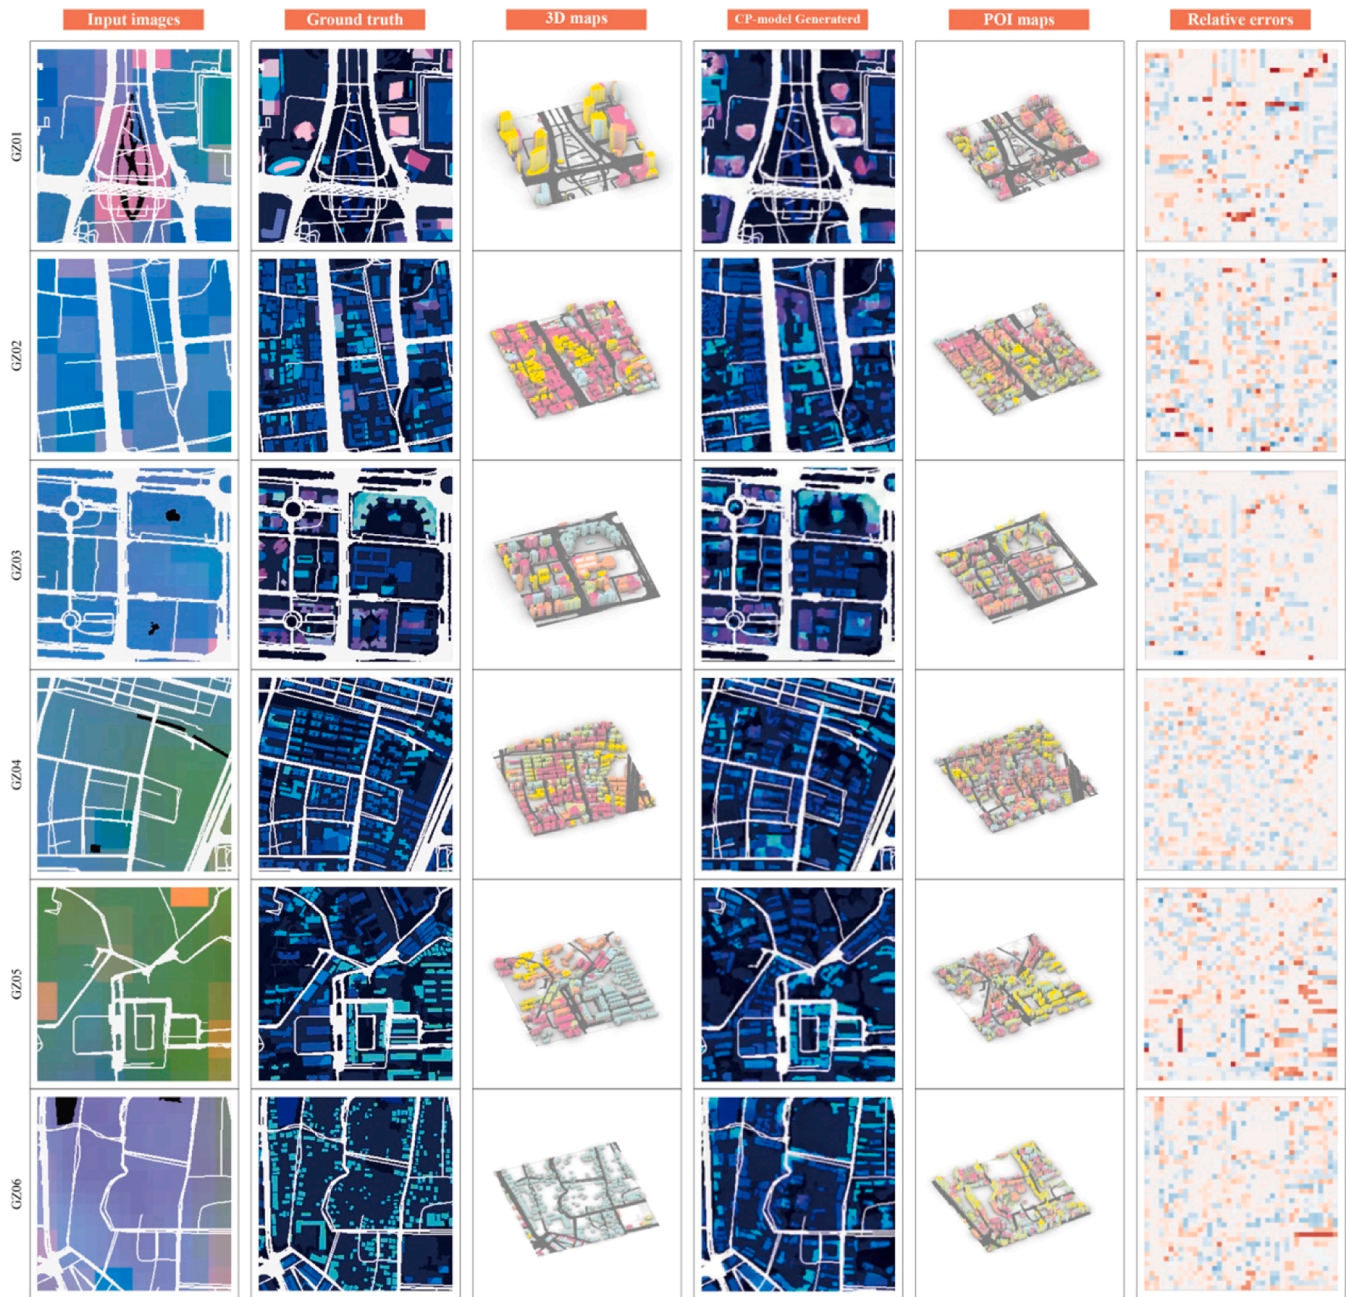 Input images
Ground truth
3D maps
CP-model Generaterd
POI maps
Relative errors
GZ01
GZ02
GZ03
GZ04
GZ05
GZ06